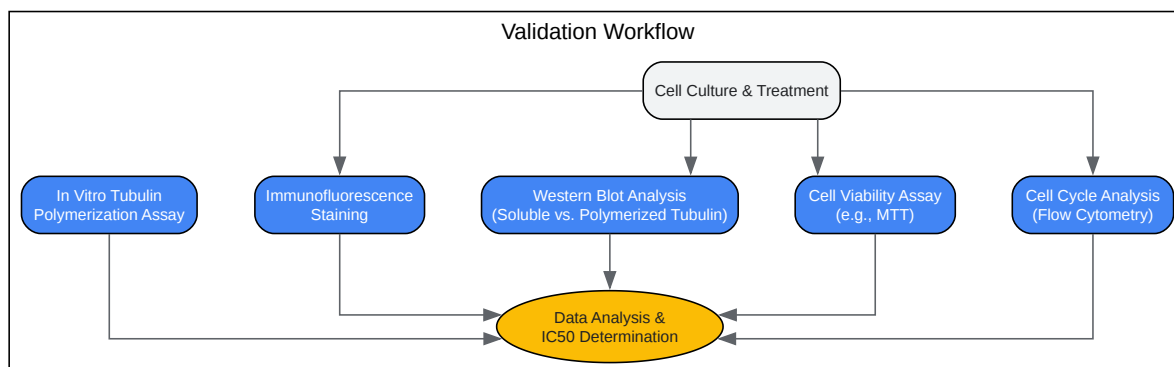 Validation Workflow
Cell Culture & Treatment
In Vitro Tubulin
Polymerization Assay
Immunofluorescence
Staining
Western Blot Analysis
(Soluble vs. Polymerized Tubulin)
Cell Viability Assay
(e.g., MTT)
Cell Cycle Analysis
(Flow Cytometry)
Data Analysis &
IC50 Determination